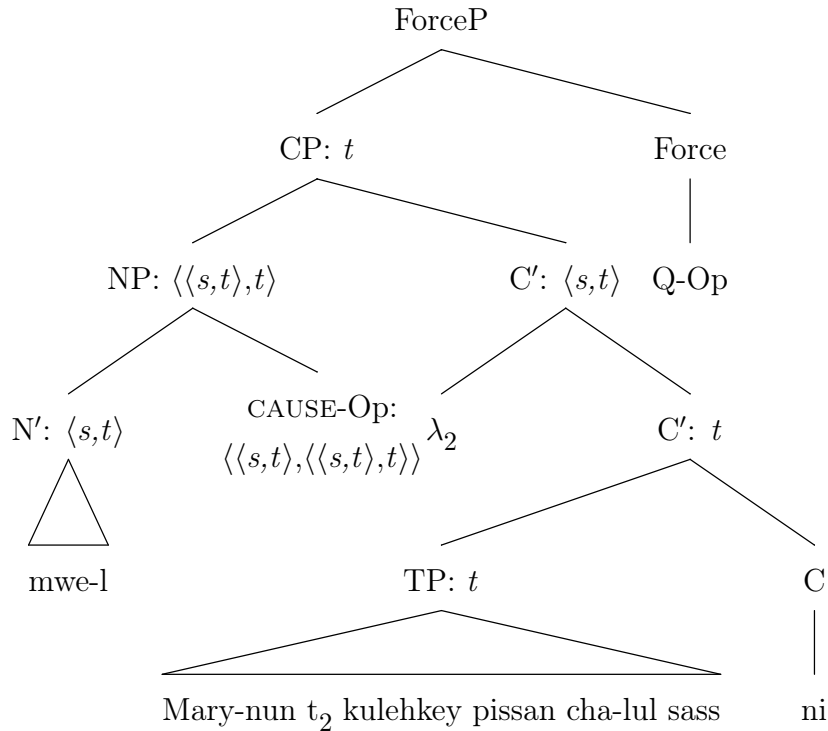 ForceP
CP: t
Force
NP: ⟨⟨s,t⟩,t⟩
C′: ⟨s,t⟩
Q-Op
N′: ⟨s,t⟩
CAUSE-Op:
⟨⟨s,t⟩,⟨⟨s,t⟩,t⟩⟩
λ₂
C′: t
mwe-l
TP: t
C
Mary-nun t₂ kulehkey pissan cha-lul sass
ni